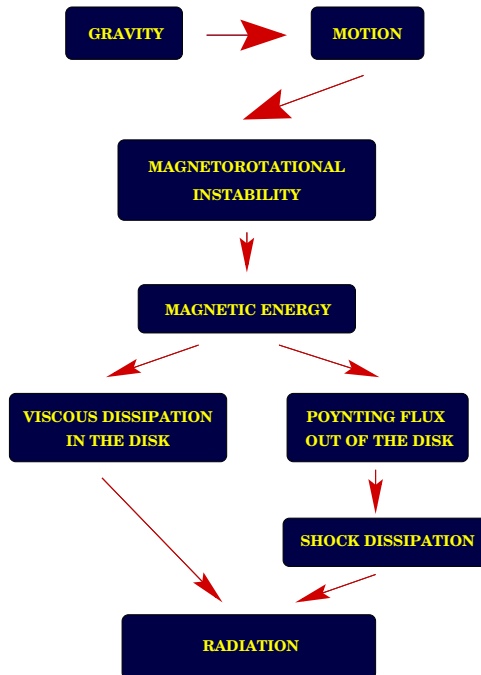 GRAVITY
MOTION
MAGNETOROTATIONAL
INSTABILITY
MAGNETIC ENERGY
VISCOUS DISSIPATION
IN THE DISK
POYNTING FLUX
OUT OF THE DISK
SHOCK DISSIPATION
RADIATION